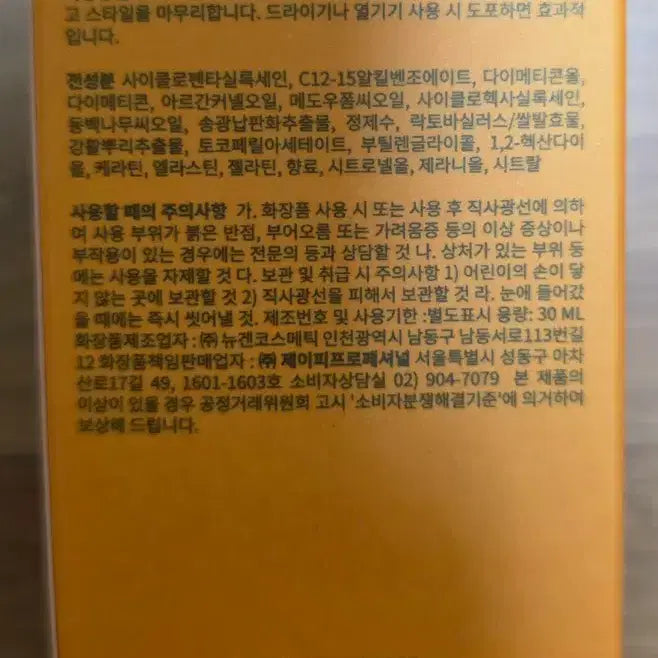 고 스타일을 마무리합니다. 드라이기나 열기기 사용 시 도포하면 효과적
입니다.
전성분 사이클로펜타실록세인, C12-15알킬벤조에이트, 다이메티콘올,
다이메티콘, 아르간커넬오일, 메도우폼씨오일, 사이클로헥사실록세인,
동백나무씨오일, 송광납판화추출물, 정제수, 락토바실러스/쌀발효물,
강활뿌리추출물, 토코페릴아세테이트, 부틸렌글라이콜, 1,2-헥산다이
올, 케라틴, 엘라스틴, 젤라틴, 향료, 시트로넬올, 제라니올, 시트랄
사용할 때의 주의사항 가. 화장품 사용 시 또는 사용 후 직사광선에 의하
여 사용 부위가 붉은 반점, 부어오름 또는 가려움증 등의 이상 증상이나
부작용이 있는 경우에는 전문의 등과 상담할 것 나. 상처가 있는 부위 등
에는 사용을 자제할 것 다. 보관 및 취급 시 주의사항 1) 어린이의 손이 닿
지 않는 곳에 보관할 것 2) 직사광선을 피해서 보관할 것 라. 눈에 들어갔
을 때에는 즉시 씻어낼 것. 제조번호 및 사용기한 :별도표시 용량: 30 ML
화장품제조업자 : ㈜ 뉴겐코스메틱 인천광역시 남동구 남동서로113번길
12 화장품책임판매업자 : ㈜ 제이피프로패셔널 서울특별시 성동구 아차
산로17길 49, 1601-1603호 소비자상담실 02) 904-7079 본 제품의
이상이 있을 경우 공정거래위원회 고시 '소비자분쟁해결기준'에 의거하여
보상해 드립니다.